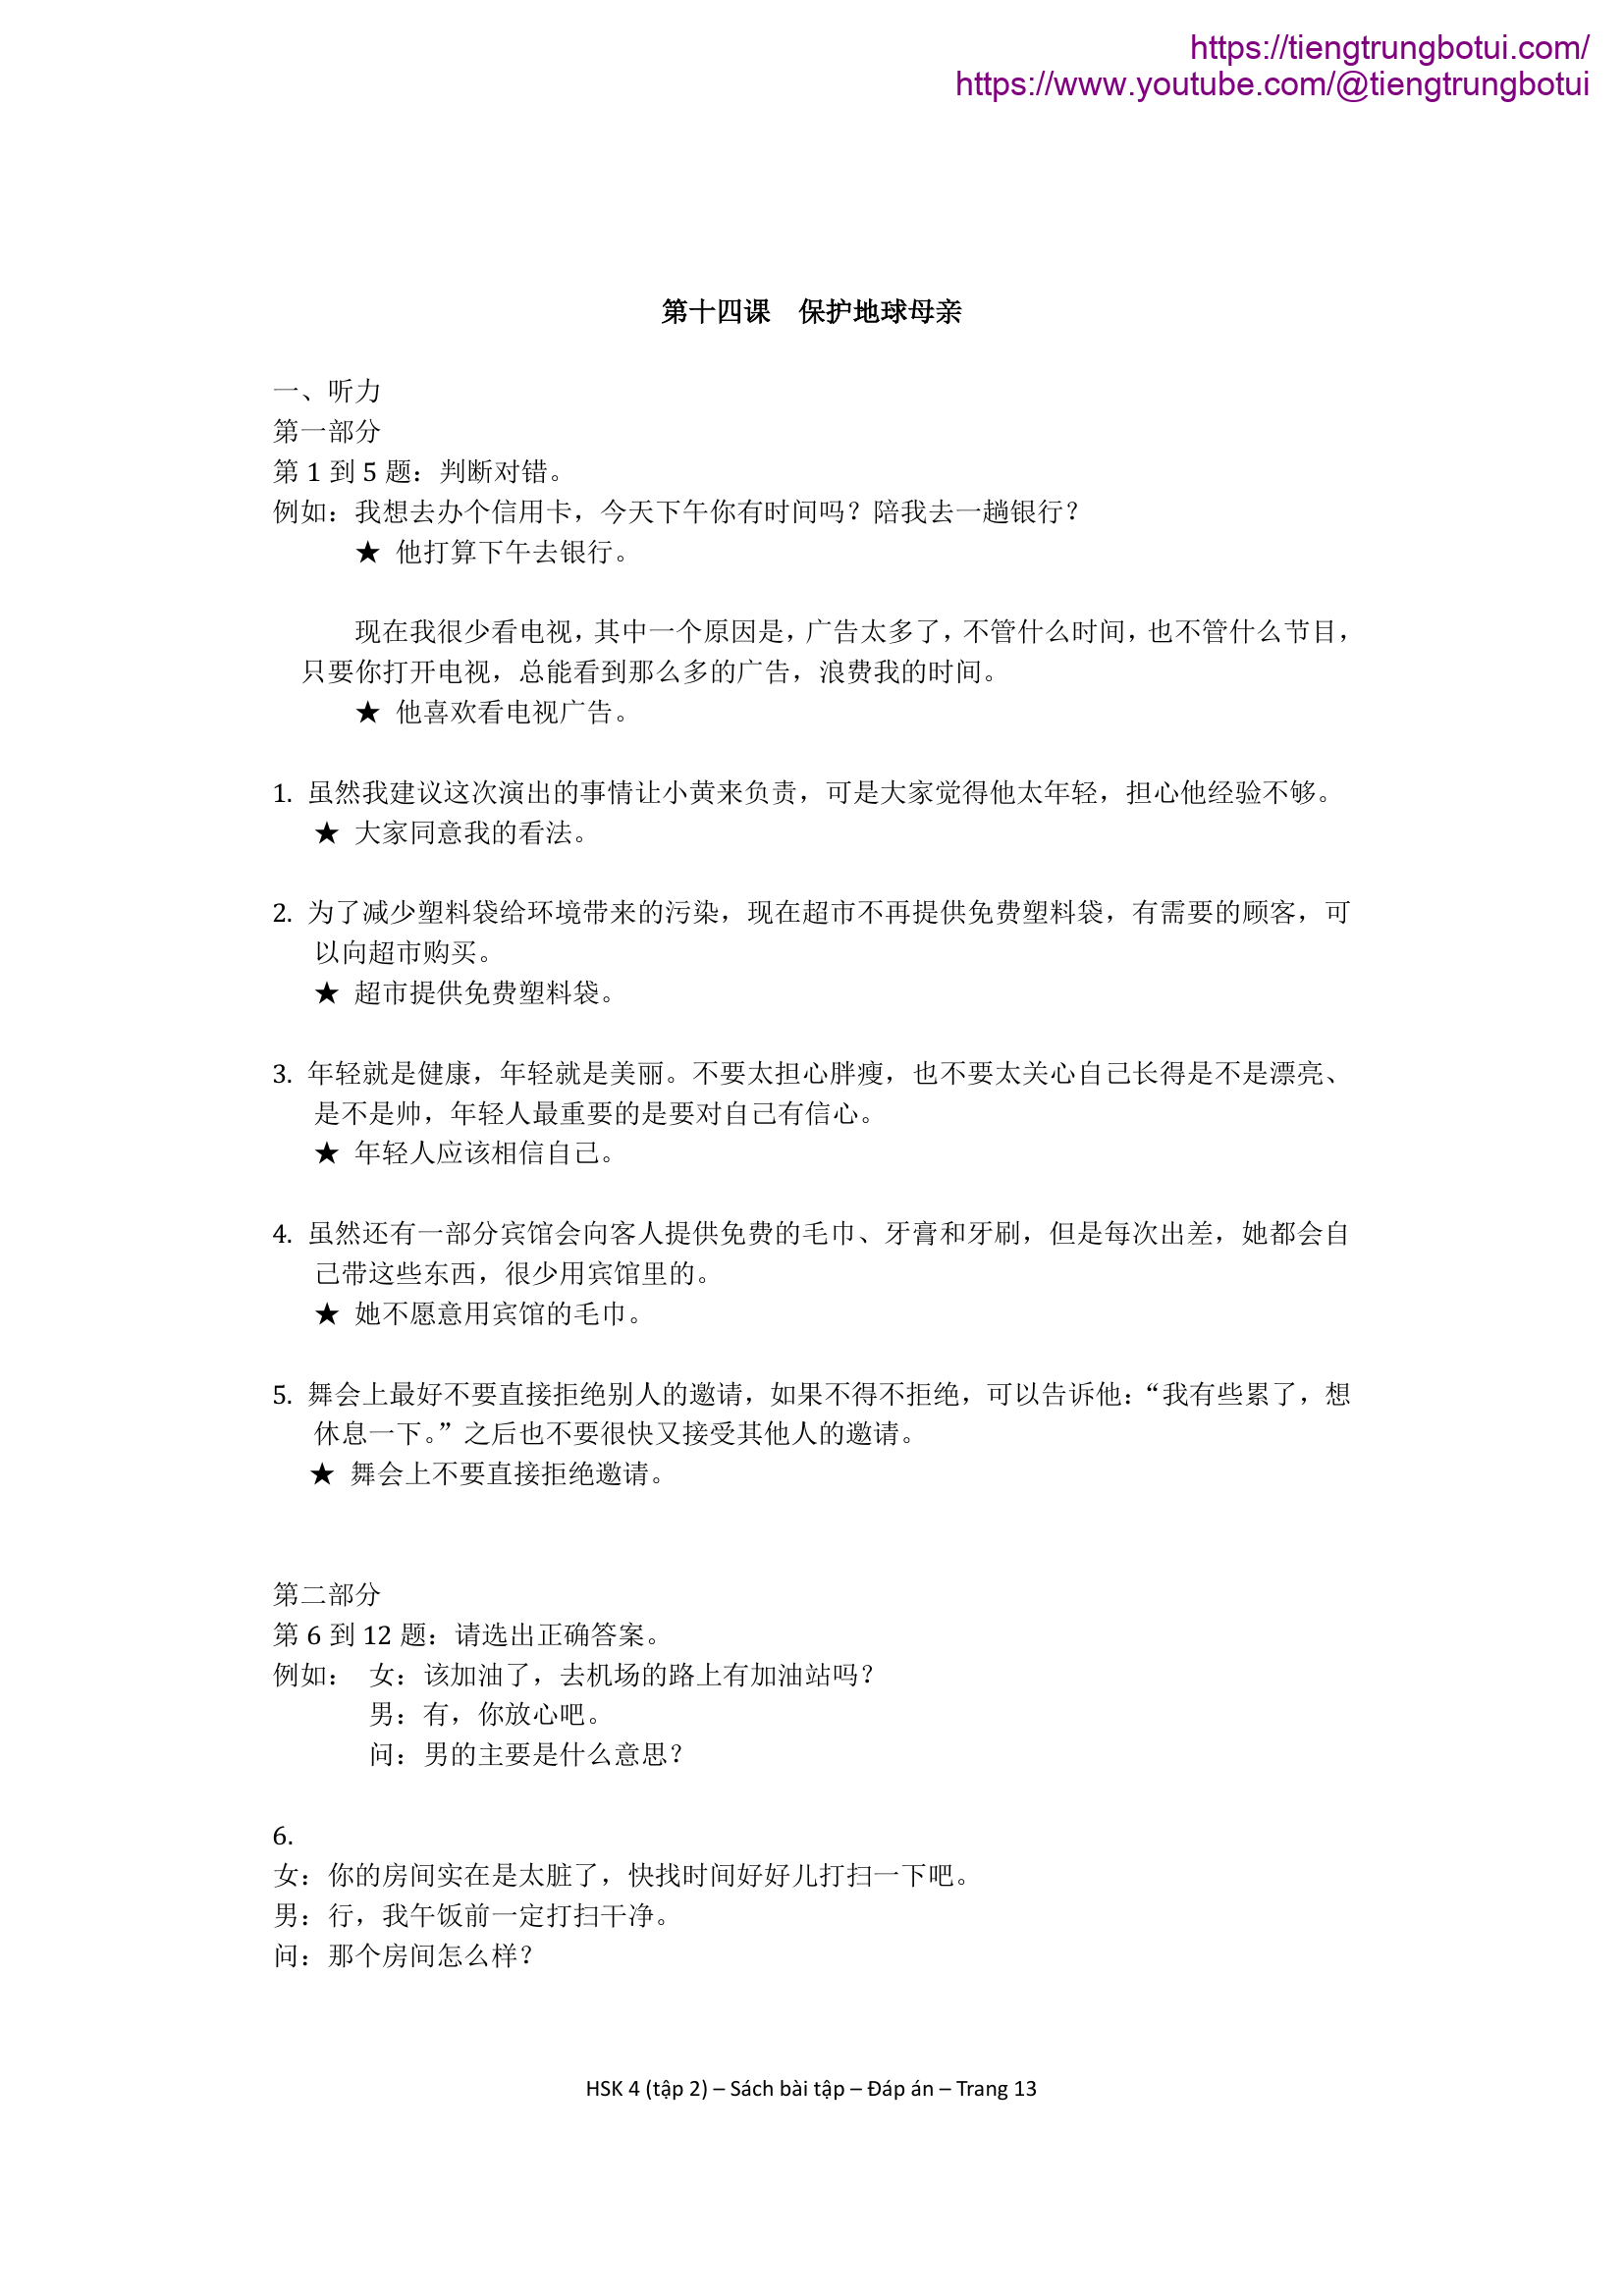 https://tiengtrungbotui.com/
https://www.youtube.com/@tiengtrungbotui
第十四课　保护地球母亲
一、听力
第一部分
第 1 到 5 题：判断对错。
例如：我想去办个信用卡，今天下午你有时间吗？陪我去一趟银行？
★ 他打算下午去银行。
现在我很少看电视，其中一个原因是，广告太多了，不管什么时间，也不管什么节目，
只要你打开电视，总能看到那么多的广告，浪费我的时间。
★ 他喜欢看电视广告。
1. 虽然我建议这次演出的事情让小黄来负责，可是大家觉得他太年轻，担心他经验不够。
★ 大家同意我的看法。
2. 为了减少塑料袋给环境带来的污染，现在超市不再提供免费塑料袋，有需要的顾客，可
以向超市购买。
★ 超市提供免费塑料袋。
3. 年轻就是健康，年轻就是美丽。不要太担心胖瘦，也不要太关心自己长得是不是漂亮、
是不是帅，年轻人最重要的是要对自己有信心。
★ 年轻人应该相信自己。
4. 虽然还有一部分宾馆会向客人提供免费的毛巾、牙膏和牙刷，但是每次出差，她都会自
己带这些东西，很少用宾馆里的。
★ 她不愿意用宾馆的毛巾。
5. 舞会上最好不要直接拒绝别人的邀请，如果不得不拒绝，可以告诉他：“我有些累了，想
休息一下。”之后也不要很快又接受其他人的邀请。
★ 舞会上不要直接拒绝邀请。
第二部分
第 6 到 12 题：请选出正确答案。
例如： 女：该加油了，去机场的路上有加油站吗？
男：有，你放心吧。
问：男的主要是什么意思？
6.
女：你的房间实在是太脏了，快找时间好好儿打扫一下吧。
男：行，我午饭前一定打扫干净。
问：那个房间怎么样？
HSK 4 (tập 2) – Sách bài tập – Đáp án – Trang 13